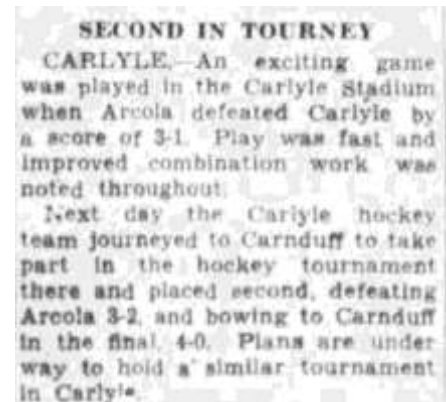 SECOND IN TOURNEY
CARLYLE.—An exciting game
was played in the Carlyle Stadium
when Arcola defeated Carlyle by
a score of 3-1. Play was fast and
improved combination work was
noted throughout.
Next day the Carlyle hockey
team journeyed to Carnduff to take
part in the hockey tournament
there and placed second, defeating
Arcola 3-2, and bowing to Carnduff
in the final, 4-0. Plans are under
way to hold a similar tournament
in Carlyle.